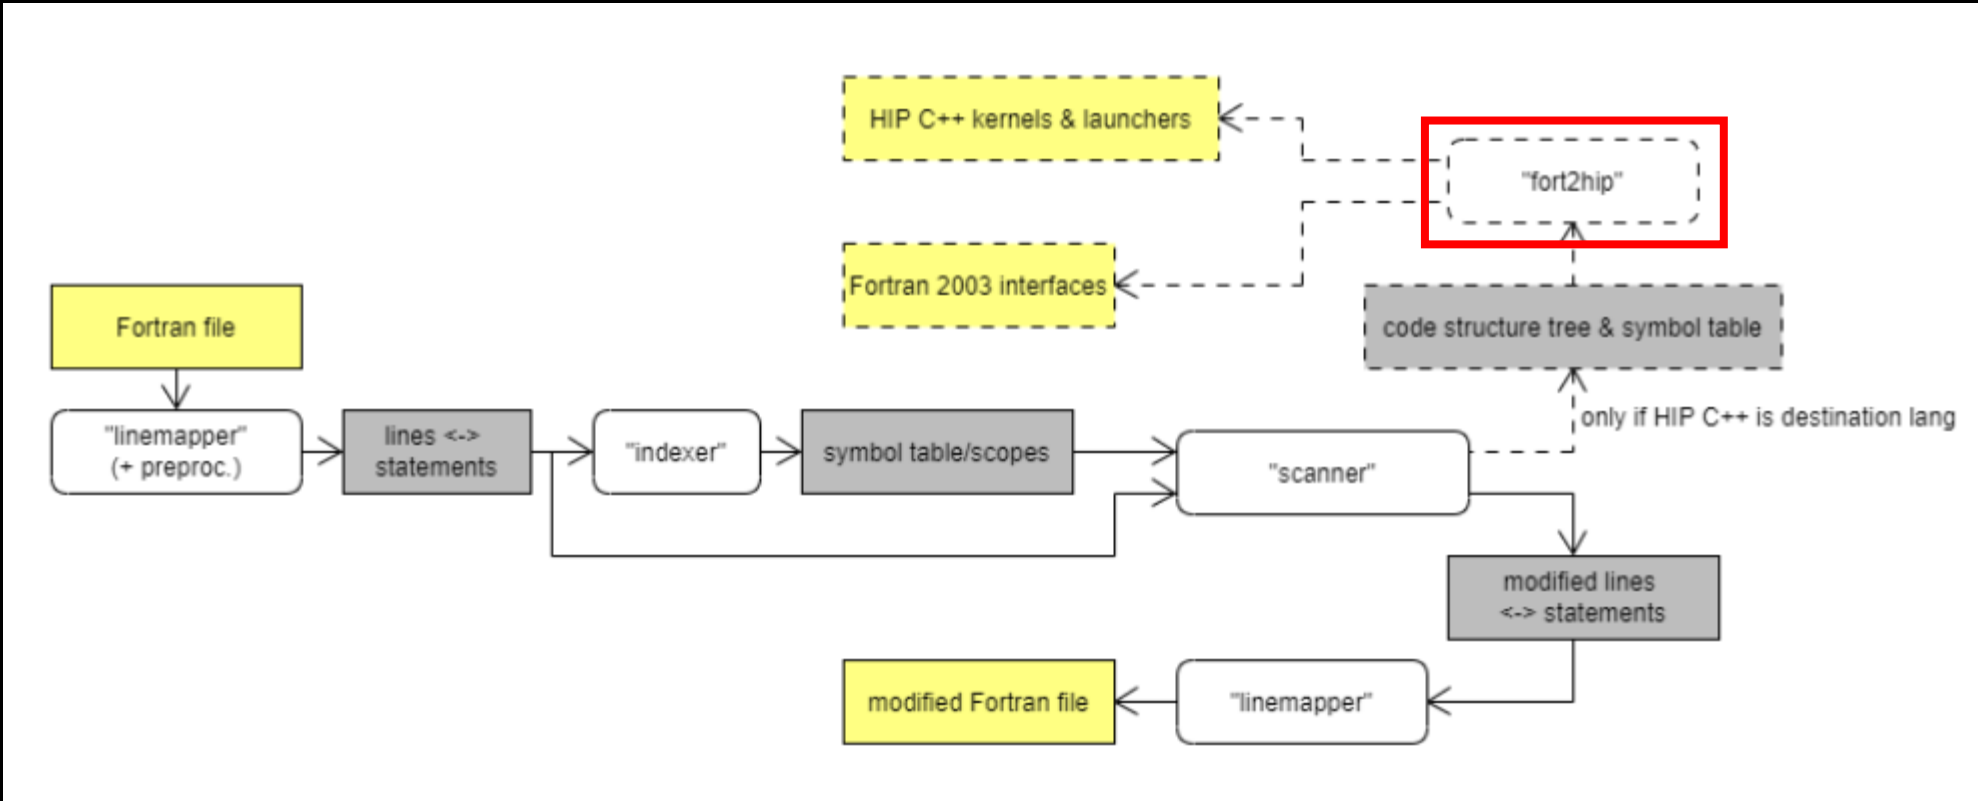 HIP C++ kernels & launchers
"fort2hip"
Fortran 2003 interfaces
Fortran file
code structure tree & symbol table
only if HIP C++ is destination lang
"linemapper"
(+ preproc.)
lines <->
statements
"indexer"
symbol table/scopes
"scanner"
modified lines
<-> statements
modified Fortran file
"linemapper"